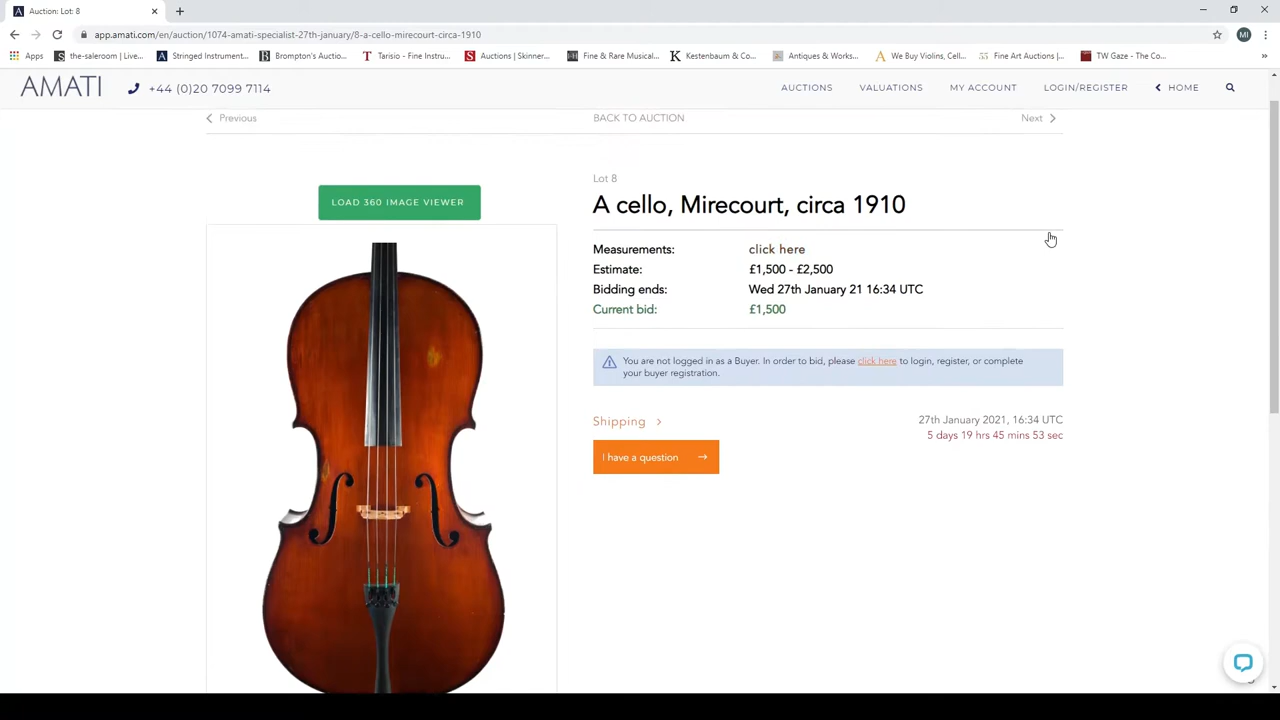 Auction: Lot: 8
app.amati.com/en/auction/1074-amati-specialist-27th-january/8-a-cello-mirecourt-circa-1910
MI
Apps
the-saleroom | Live...
Stringed Instrument...
Brompton's Auction...
Tarisio - Fine Instru...
Auctions | Skinner...
Fine & Rare Musical...
Kestenbaum & Co...
Antiques & Works...
We Buy Violins, Cell...
Fine Art Auctions |...
TW Gaze - The Co...
AMATI
+44 (0)20 7099 7114
AUCTIONS
VALUATIONS
MY ACCOUNT
LOGIN/REGISTER
HOME
Previous
BACK TO AUCTION
Next
LOAD 360 IMAGE VIEWER
Lot 8
A cello, Mirecourt, circa 1910
Measurements: click here
Estimate: £1,500 - £2,500
Bidding ends: Wed 27th January 21 16:34 UTC
Current bid: £1,500
You are not logged in as a Buyer. In order to bid, please click here to login, register, or complete
your buyer registration.
Shipping
27th January 2021, 16:34 UTC
5 days 19 hrs 45 mins 53 sec
I have a question